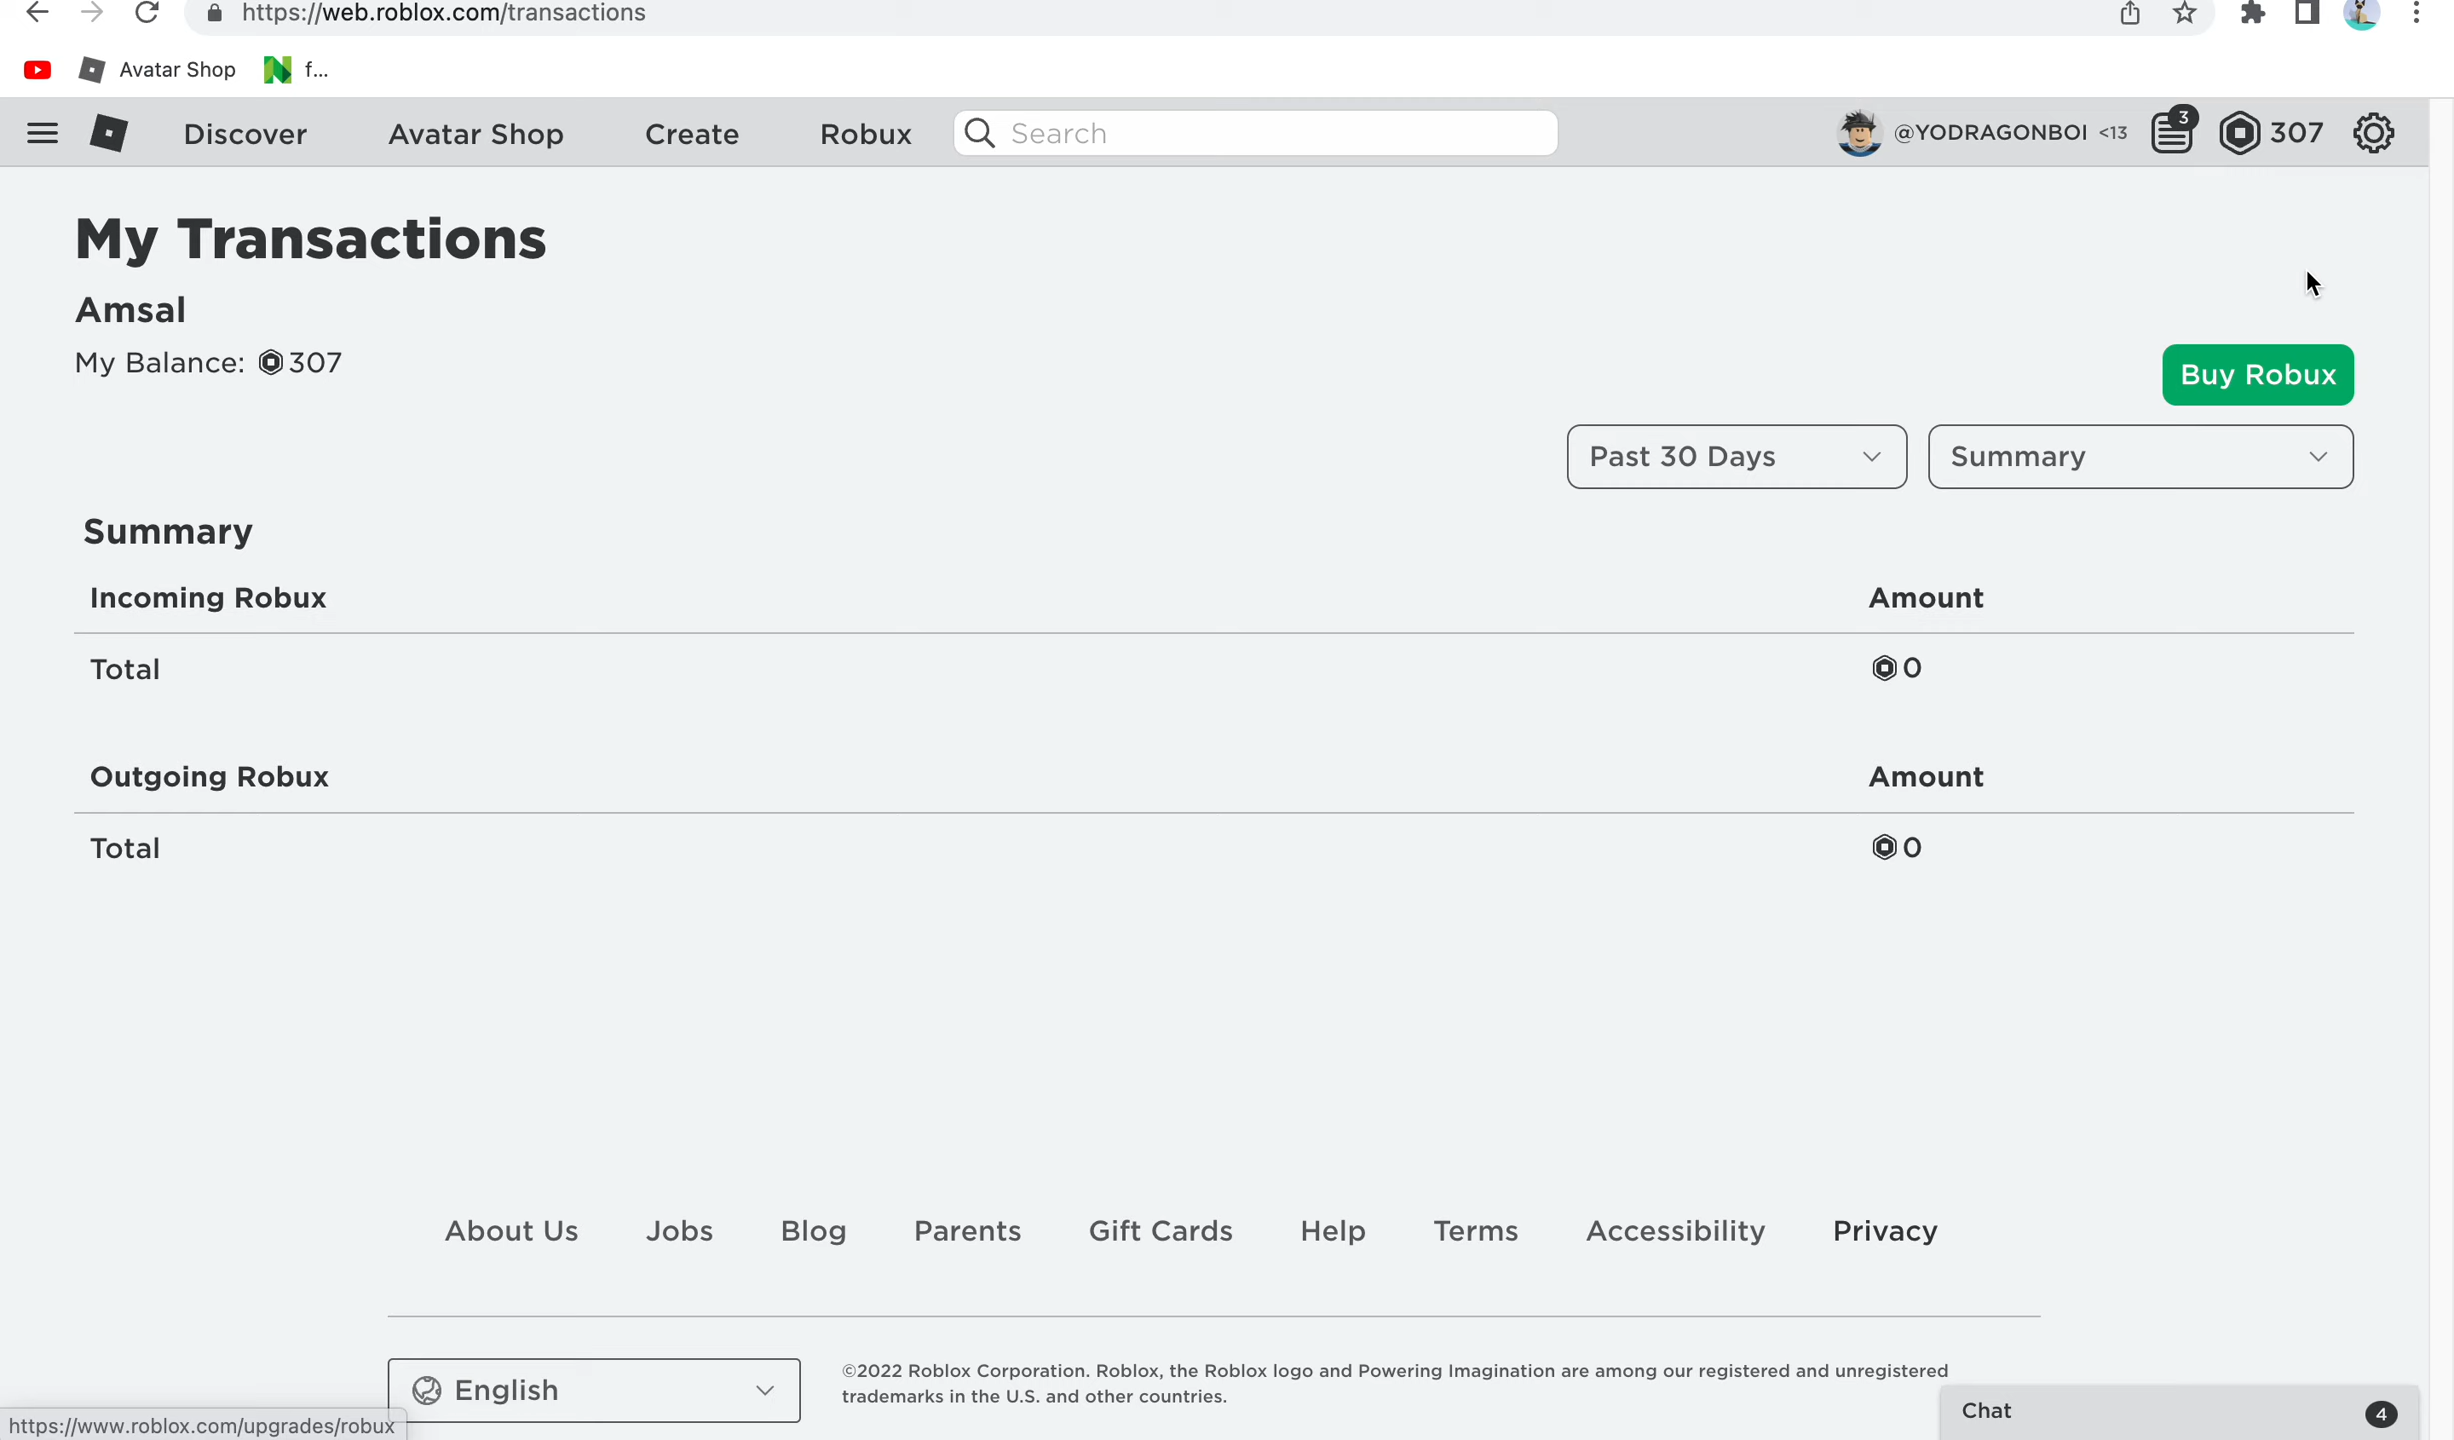 https://web.roblox.com/transactions
Avatar Shop f...
Discover Avatar Shop Create Robux Search @YODRAGONBOI <13 3 307
My Transactions
Amsal
My Balance: 307
Buy Robux
Past 30 Days Summary
Summary
Incoming Robux Amount
Total 0
Outgoing Robux Amount
Total 0
About Us Jobs Blog Parents Gift Cards Help Terms Accessibility Privacy
English
©2022 Roblox Corporation. Roblox, the Roblox logo and Powering Imagination are among our registered and unregistered
trademarks in the U.S. and other countries.
Chat 4
https://www.roblox.com/upgrades/robux